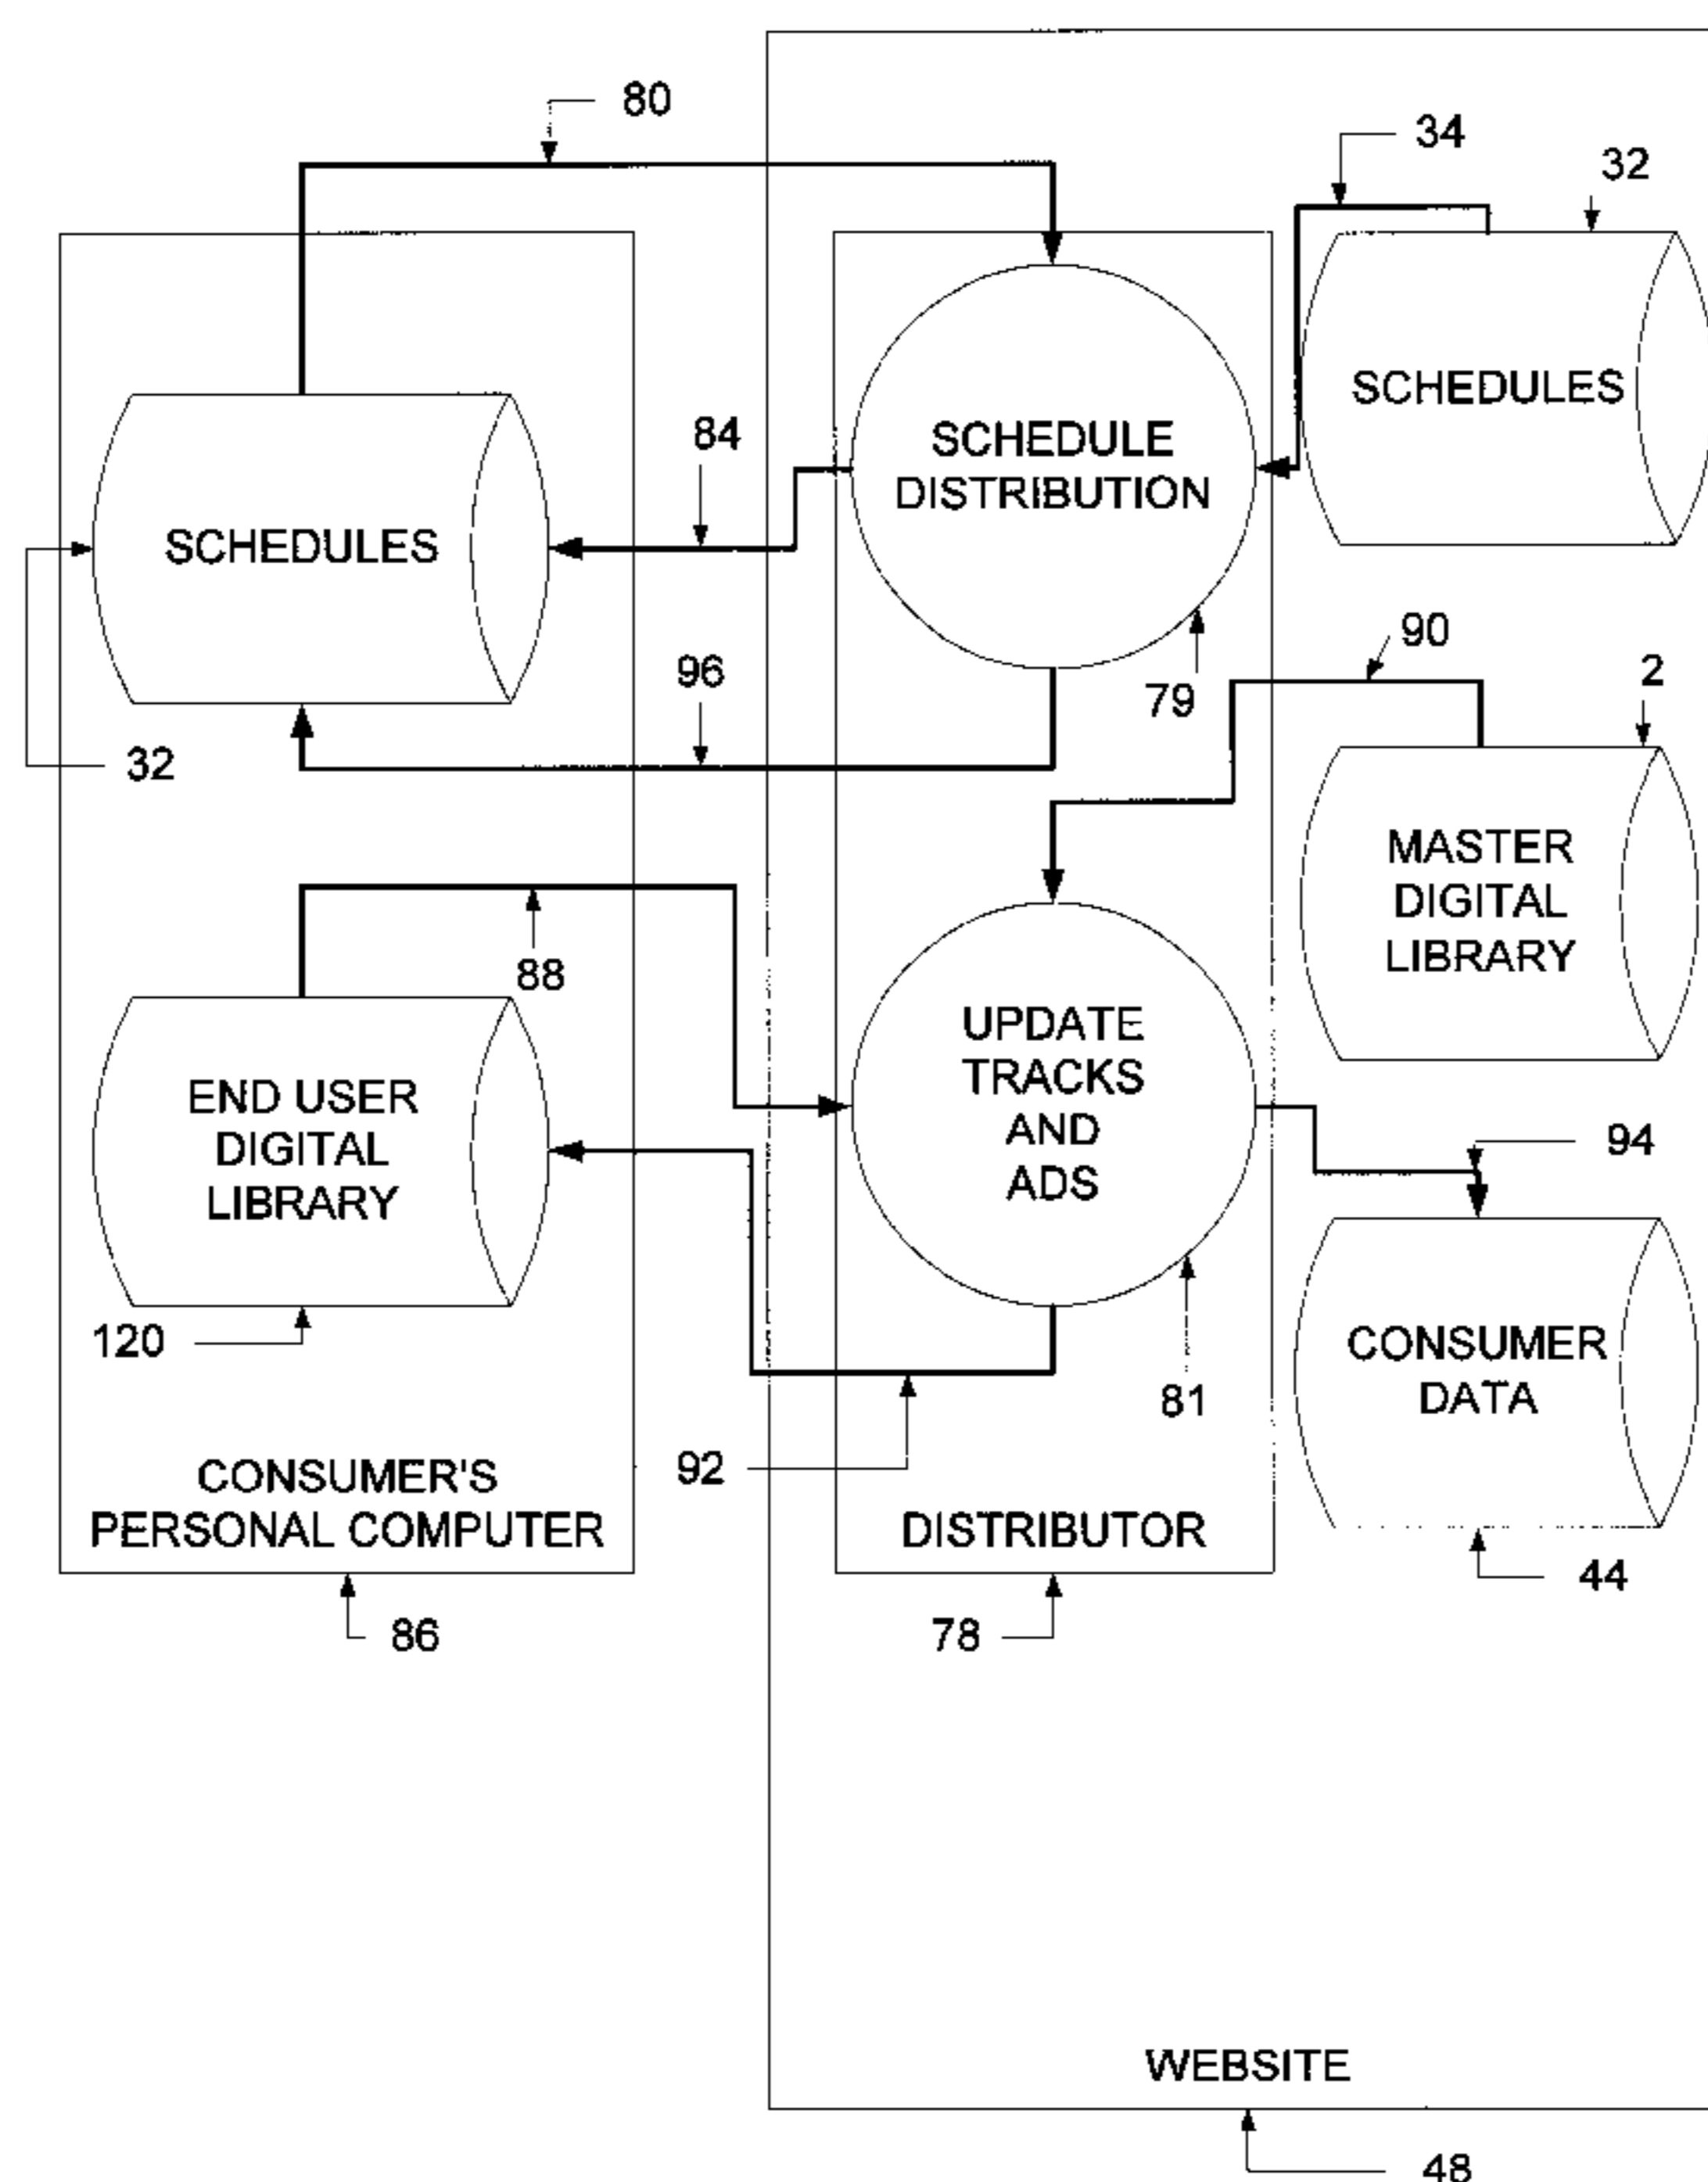 80
34
32
SCHEDULES
84
SCHEDULE
DISTRIBUTION
SCHEDULES
90
96
79
2
32
MASTER
DIGITAL
LIBRARY
88
UPDATE
TRACKS
AND
ADS
END USER
DIGITAL
LIBRARY
94
120
CONSUMER
DATA
81
92
CONSUMER'S
PERSONAL COMPUTER
DISTRIBUTOR
44
86
78
WEBSITE
48